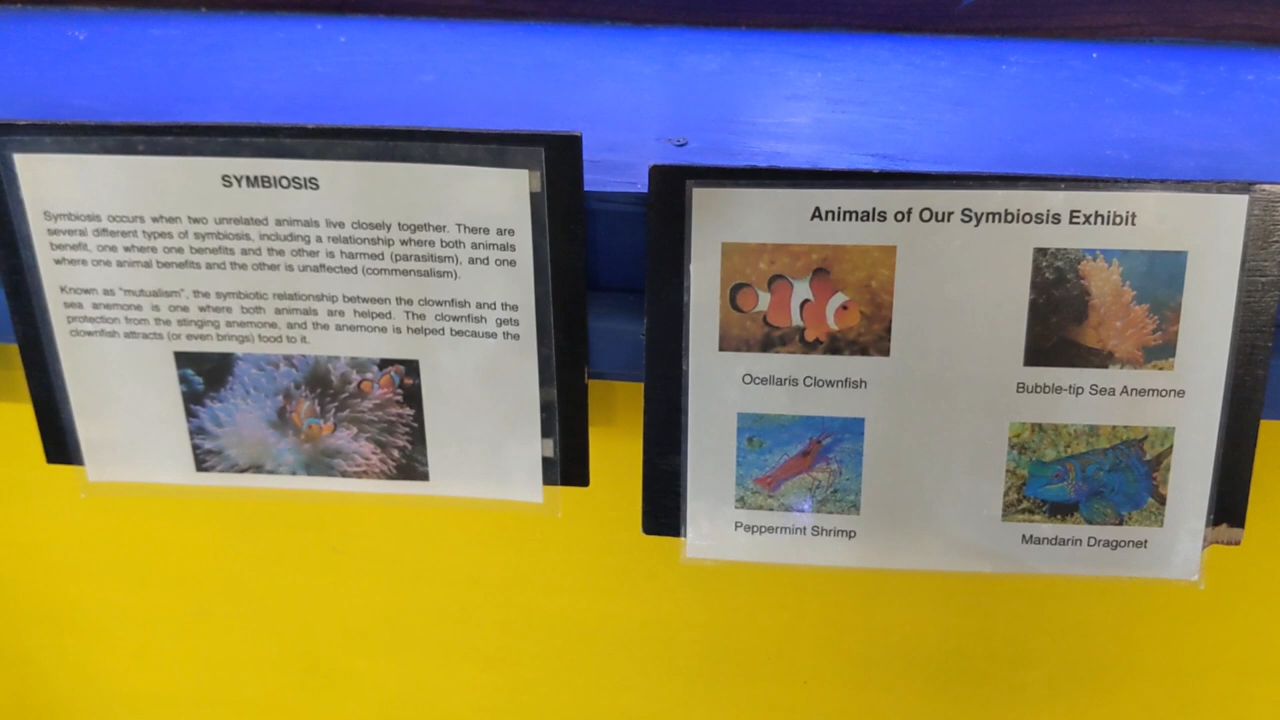 SYMBIOSIS
Symbiosis occurs when two unrelated animals live closely together. There are
several different types of symbiosis, including a relationship where both animals
benefit, one where one benefits and the other is harmed (parasitism), and one
where one animal benefits and the other is unaffected (commensalism).
Known as "mutualism", the symbiotic relationship between the clownfish and the
sea anemone is one where both animals are helped. The clownfish gets
protection from the stinging anemone, and the anemone is helped because the
clownfish attracts (or even brings) food to it.
Animals of Our Symbiosis Exhibit
Ocellaris Clownfish
Bubble-tip Sea Anemone
Peppermint Shrimp
Mandarin Dragonet